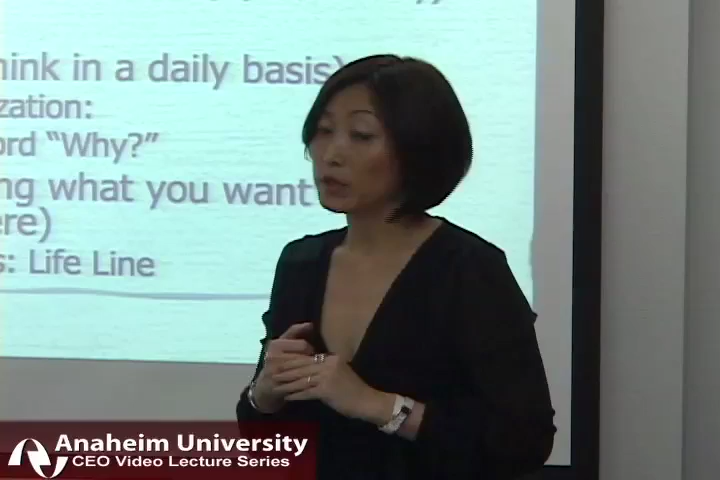 hink in a daily basis)
zation:
ord “Why?”
ng what you want
ere)
s: Life Line
Anaheim University
CEO Video Lecture Series